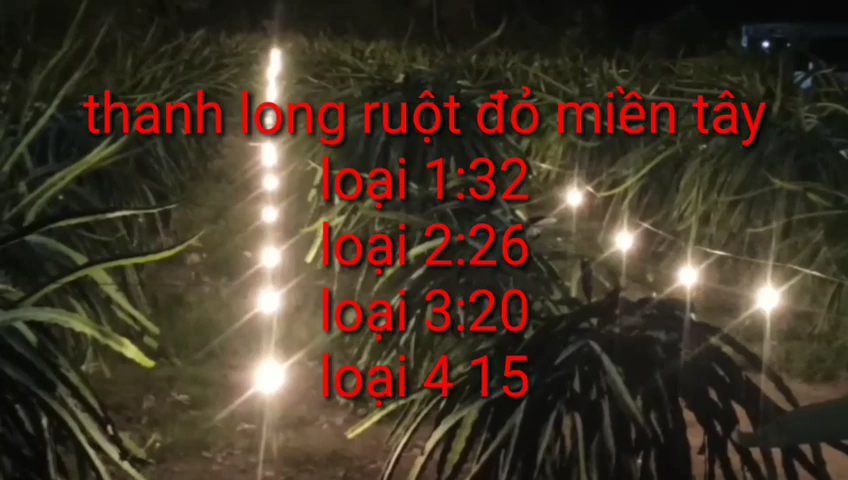 thanh long ruột đỏ miền tây
loại 1:32
loại 2:26
loại 3:20
loại 4 15